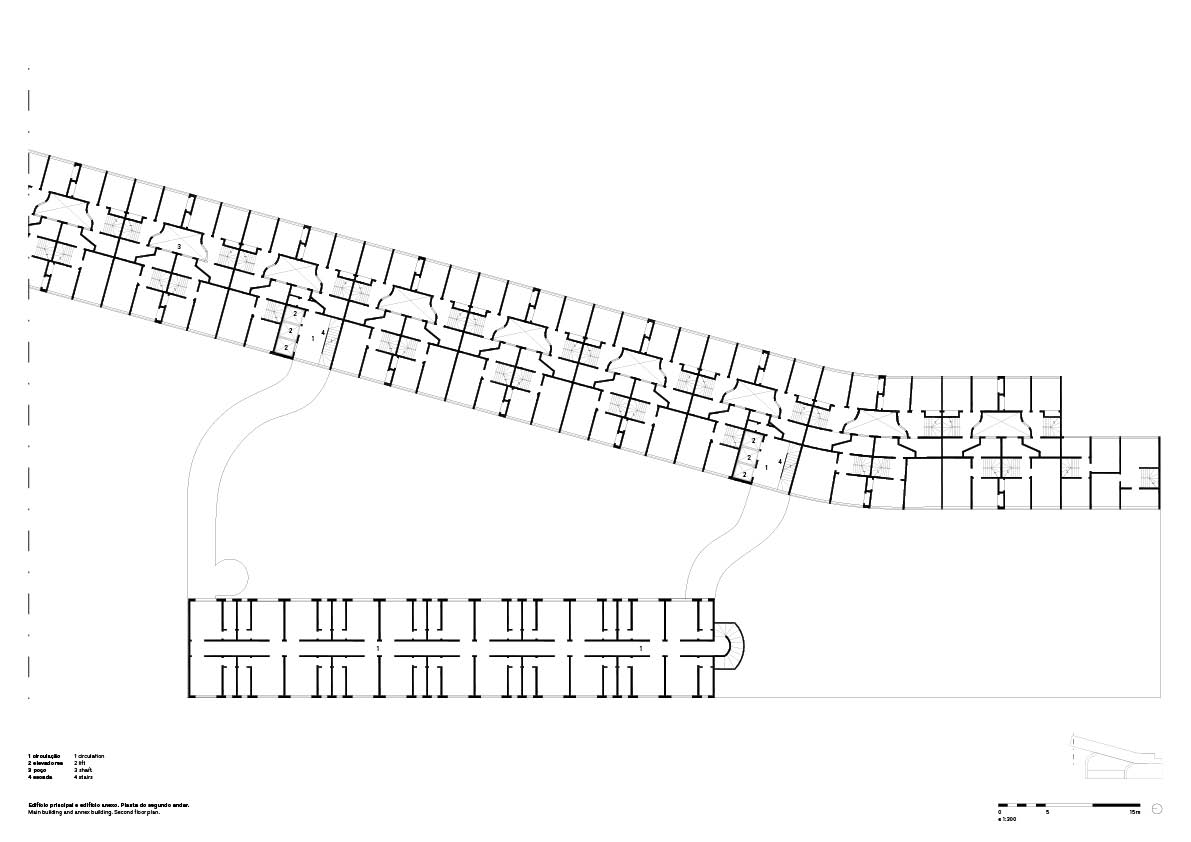 3
2
2
2
1
4
2
2
2
1
4
1
1
1 circulação 1 circulation
2 elevadores 2 lift
3 poço 3 shaft
4 escada 4 stairs
Edifício principal e edifício anexo. Planta do segundo andar.
Main building and annex building. Second floor plan.
0 5 15m
e 1:200